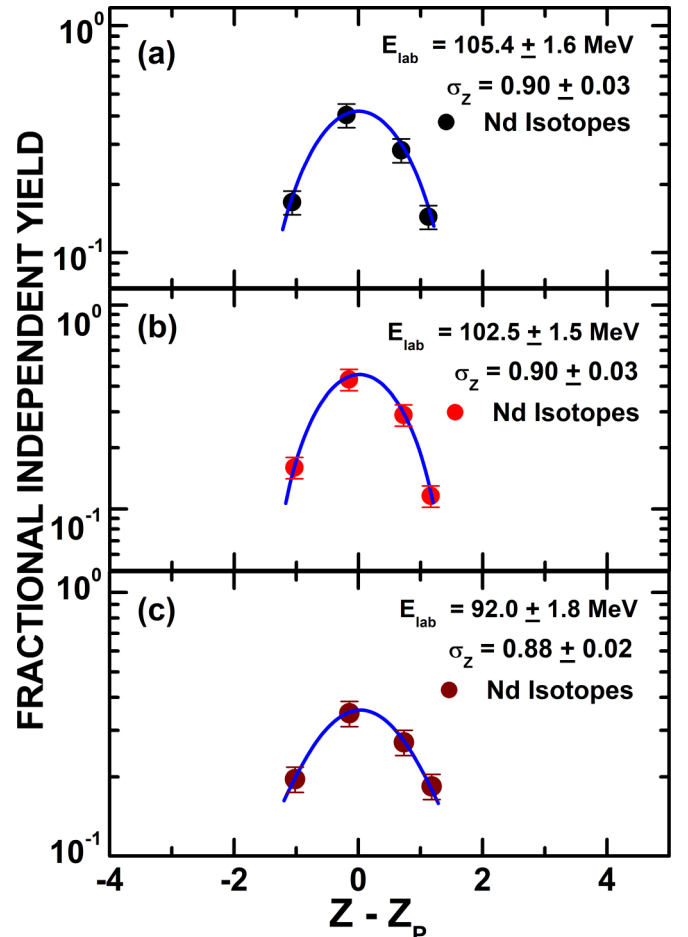 FRACTIONAL INDEPENDENT YIELD
10⁰
(a)
E_lab = 105.4 ± 1.6 MeV
σ_Z = 0.90 ± 0.03
Nd Isotopes
10⁻¹
10⁰
(b)
E_lab = 102.5 ± 1.5 MeV
σ_Z = 0.90 ± 0.03
Nd Isotopes
10⁻¹
10⁰
(c)
E_lab = 92.0 ± 1.8 MeV
σ_Z = 0.88 ± 0.02
Nd Isotopes
10⁻¹
-4 -2 0 2 4
Z - Z_P